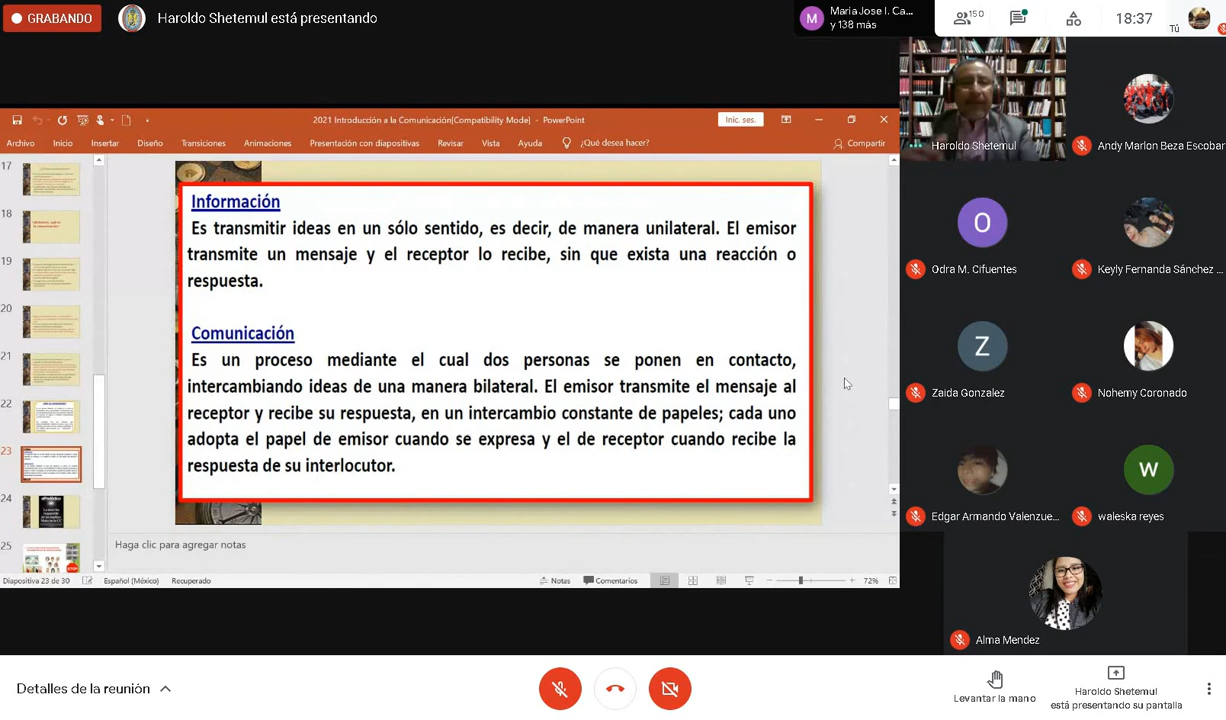 GRABANDO
Haroldo Shetemul está presentando
Maria Jose I. Ca...
y 138 más
M
150
18:37
Tú
2021 Introducción a la Comunicación[Compatibility Mode] - PowerPoint
Inic. ses.
Archivo Inicio Insertar Diseño Transiciones Animaciones Presentación con diapositivas Revisar Vista Ayuda ¿Qué desea hacer? Compartir
17
18
19
20
21
22
23
24
25
Información
Es transmitir ideas en un sólo sentido, es decir, de manera unilateral. El emisor
transmite un mensaje y el receptor lo recibe, sin que exista una reacción o
respuesta.
Comunicación
Es un proceso mediante el cual dos personas se ponen en contacto,
intercambiando ideas de una manera bilateral. El emisor transmite el mensaje al
receptor y recibe su respuesta, en un intercambio constante de papeles; cada uno
adopta el papel de emisor cuando se expresa y el de receptor cuando recibe la
respuesta de su interlocutor.
Haga clic para agregar notas
Diapositiva 23 de 30 Español (México) Recuperado Notas Comentarios 72%
Haroldo Shetemul
Andy Marlon Beza Escobar
O
Odra M. Cifuentes
Keyly Fernanda Sánchez ...
Z
Zaida Gonzalez
Nohemy Coronado
Edgar Armando Valenzue...
W
waleska reyes
Alma Mendez
Detalles de la reunión
Levantar la mano
Haroldo Shetemul
está presentando su pantalla